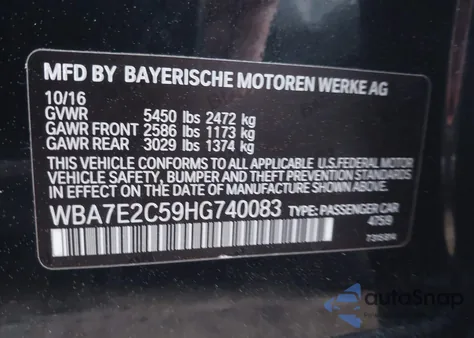 MFD BY BAYERISCHE MOTOREN WERKE AG
10/16
GVWR 5450 lbs 2472 kg
GAWR FRONT 2586 lbs 1173 kg
GAWR REAR 3029 lbs 1374 kg
THIS VEHICLE CONFORMS TO ALL APPLICABLE U.S.FEDERAL MOTOR
VEHICLE SAFETY, BUMPER AND THEFT PREVENTION STANDARDS
IN EFFECT ON THE DATE OF MANUFACTURE SHOWN ABOVE.
WBA7E2C59HG740083 TYPE: PASSENGER CAR
475/9
autoSnap